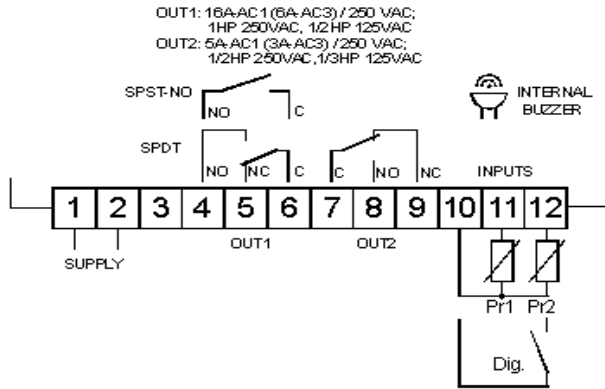 OUT1: 16A-AC1 (6A-AC3) / 250 VAC;
1HP 250VAC, 1/2HP 125VAC
OUT2: 5A-AC1 (3A-AC3) / 250 VAC;
1/2HP 250VAC, 1/3HP 125VAC
SPST-NO
NO C
INTERNAL
BUZZER
SPDT
NO NC C C NO NC INPUTS
1 2 3 4 5 6 7 8 9 10 11 12
SUPPLY OUT1 OUT2
Pr1 Pr2
Dig.